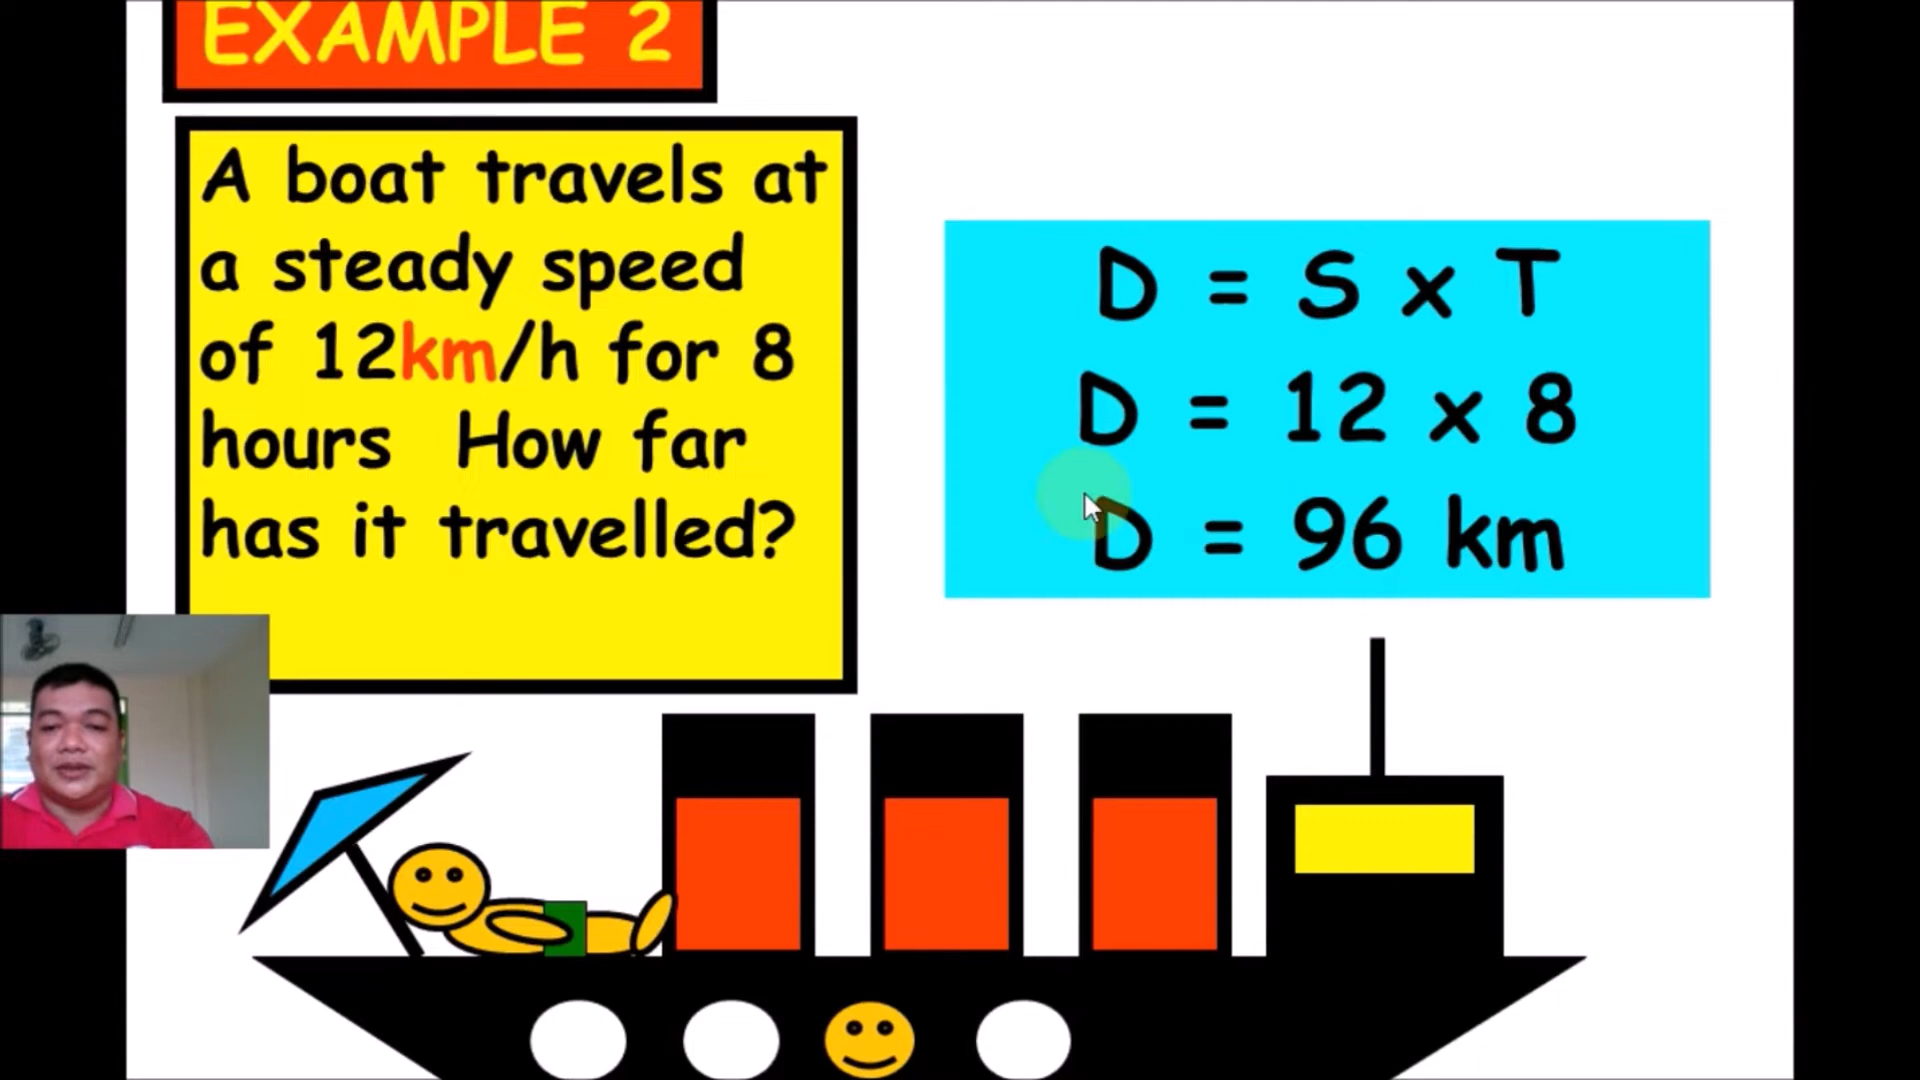 EXAMPLE 2
A boat travels at
a steady speed
of 12km/h for 8
hours How far
has it travelled?
D = S x T
D = 12 x 8
D = 96 km